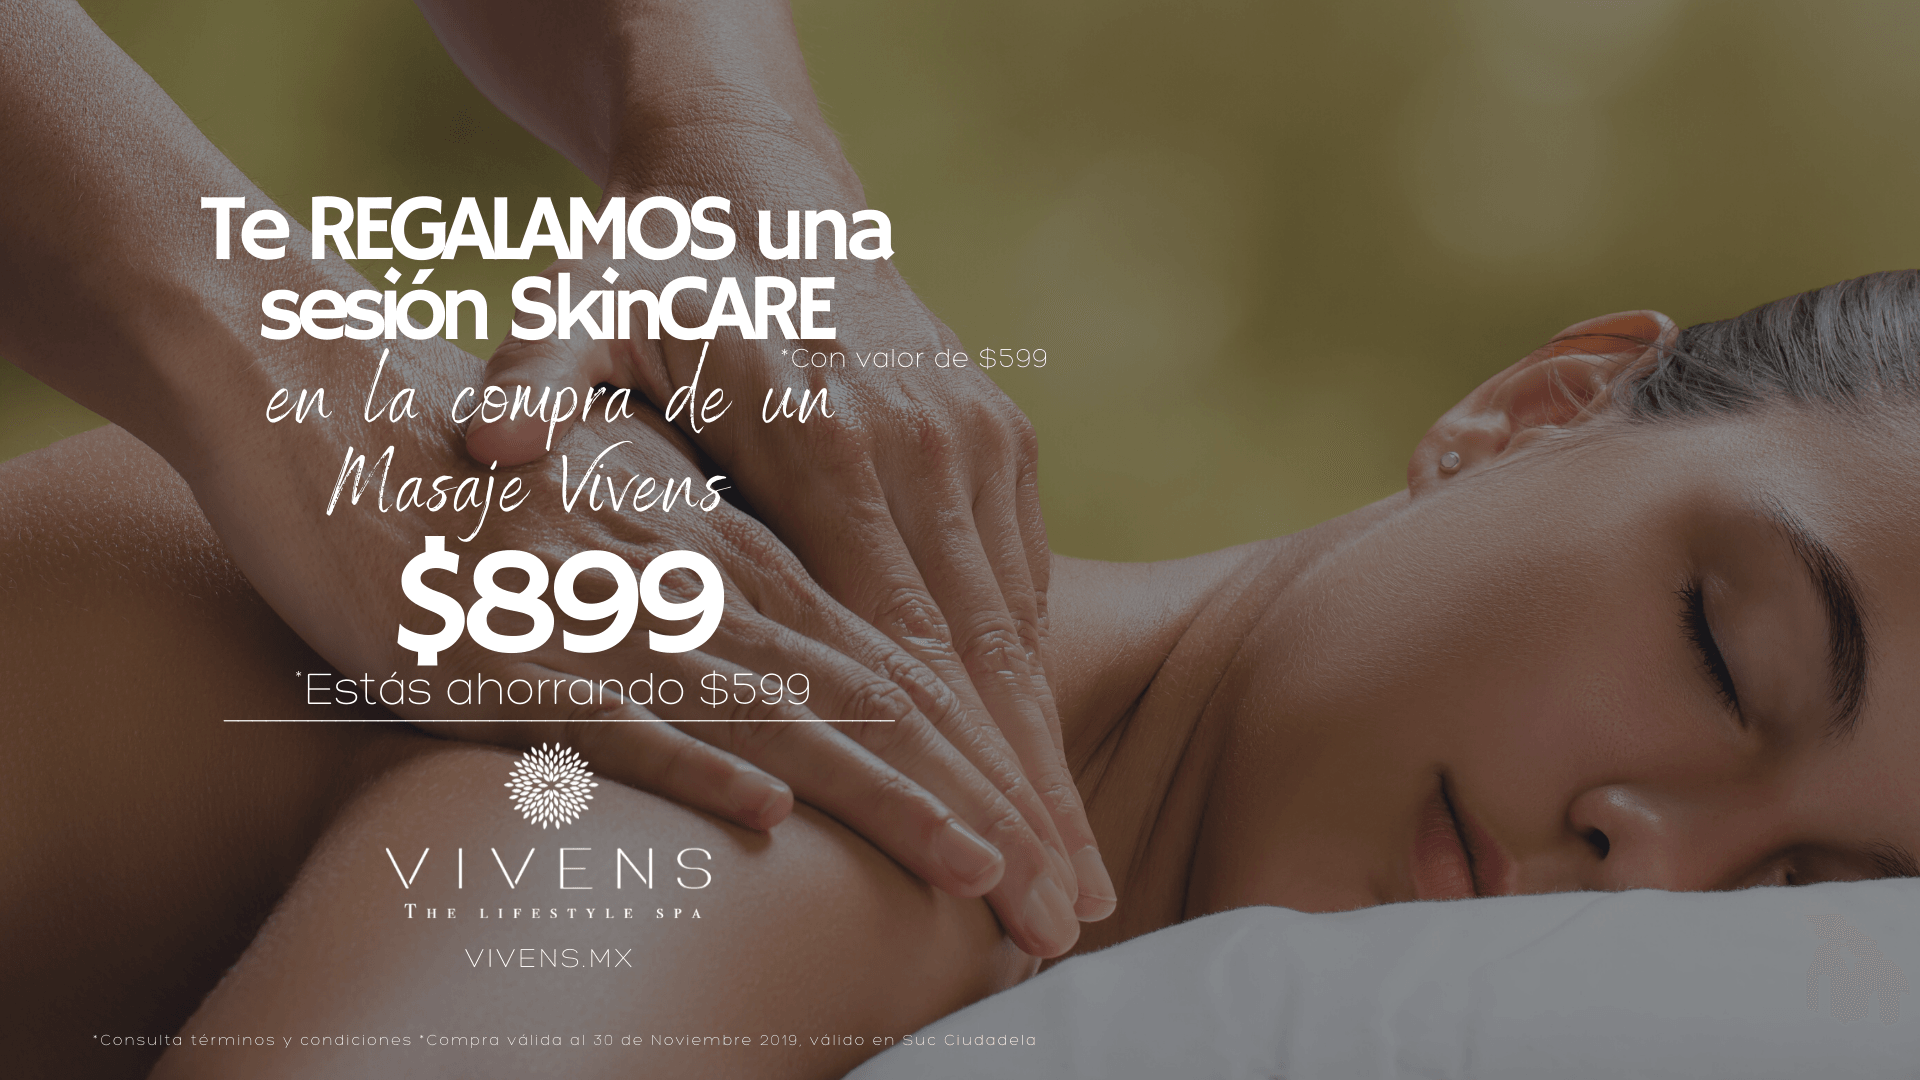 Te REGALAMOS una
sesión SkinCARE
*Con valor de $599
en la compra de un
Masaje Vivens
$899
*Estás ahorrando $599
VIVENS
THE LIFESTYLE SPA
VIVENS.MX
*Consulta términos y condiciones *Compra válida al 30 de Noviembre 2019, válido en Suc Ciudadela